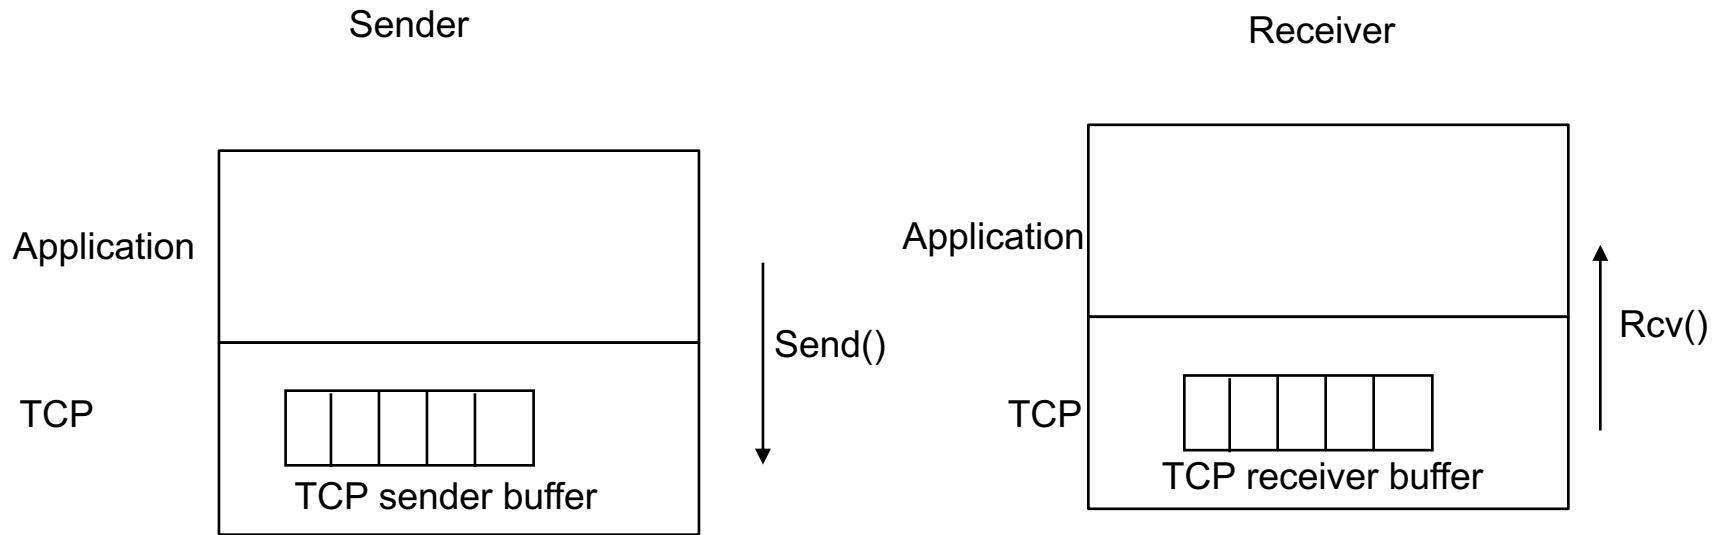 Sender
Receiver
Application
Application
Send()
Rcv()
TCP
TCP
TCP sender buffer
TCP receiver buffer